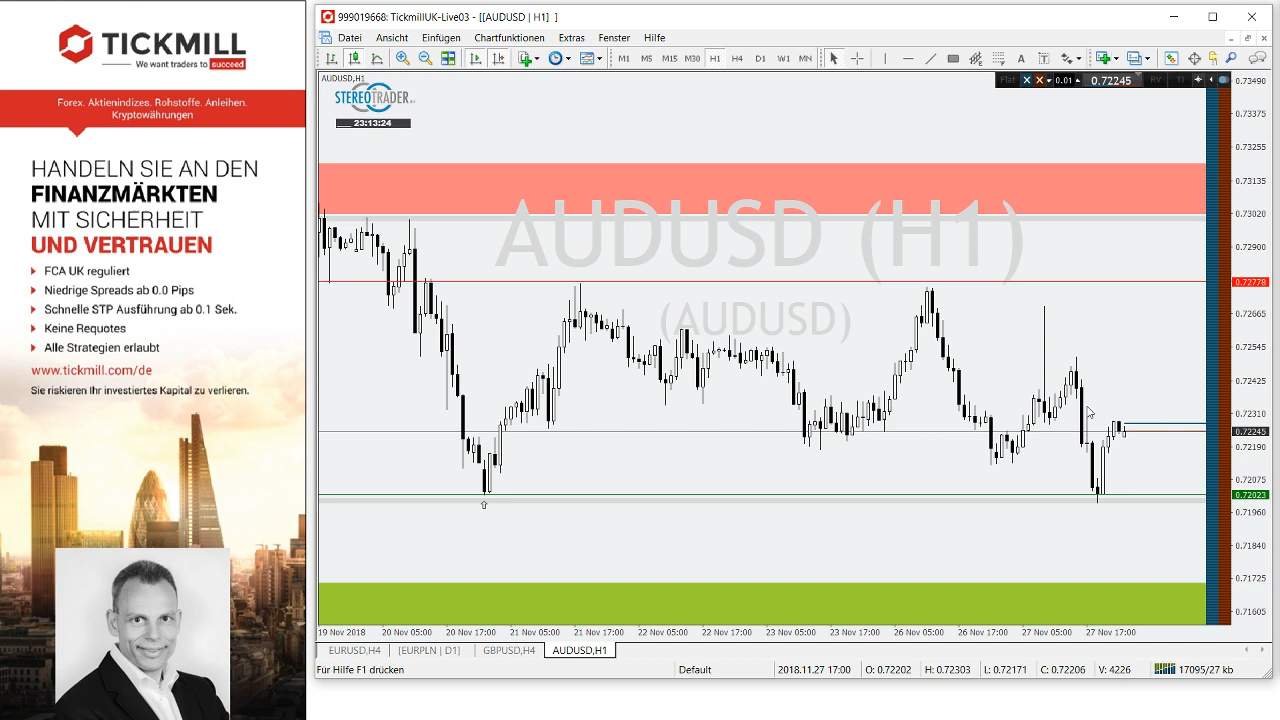 TICKMILL
We want traders to succeed
Forex. Aktienindizes. Rohstoffe. Anleihen.
Kryptowährungen
HANDELN SIE AN DEN
FINANZMÄRKTEN
MIT SICHERHEIT
UND VERTRAUEN
FCA UK reguliert
Niedrige Spreads ab 0.0 Pips
Schnelle STP Ausführung ab 0.1 Sek.
Keine Requotes
Alle Strategien erlaubt
www.tickmill.com/de
Sie riskieren Ihr investiertes Kapital zu verlieren.
999019668: TickmillUK-Live03 - [[AUDUSD | H1] ]
Datei Ansicht Einfügen Chartfunktionen Extras Fenster Hilfe
M1 M5 M15 M30 H1 H4 D1 W1 MN
AUDUSD,H1
STEREOTRADER
23:13:24
Flat 0.01 0.72245 RV TI
AUDUSD (H1)
(AUDUSD)
0.73490
0.73375
0.73255
0.73135
0.73020
0.72900
0.72778
0.72665
0.72545
0.72425
0.72310
0.72245
0.72190
0.72075
0.72023
0.71960
0.71840
0.71725
0.71605
19 Nov 2018 20 Nov 05:00 20 Nov 17:00 21 Nov 05:00 21 Nov 17:00 22 Nov 05:00 22 Nov 17:00 23 Nov 05:00 23 Nov 17:00 26 Nov 05:00 26 Nov 17:00 27 Nov 05:00 27 Nov 17:00
EURUSD,H4 [EURPLN | D1] GBPUSD,H4 AUDUSD,H1
Für Hilfe F1 drücken Default 2018.11.27 17:00 O: 0.72202 H: 0.72303 L: 0.72171 C: 0.72206 V: 4226 17095/27 kb